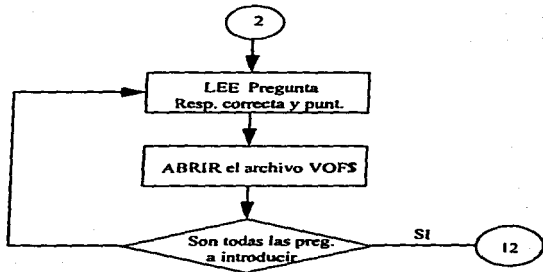 2
LEE Pregunta
Resp. correcta y punt.
ABRIR el archivo VOF$
Son todas las preg.
a introducir
SI
12